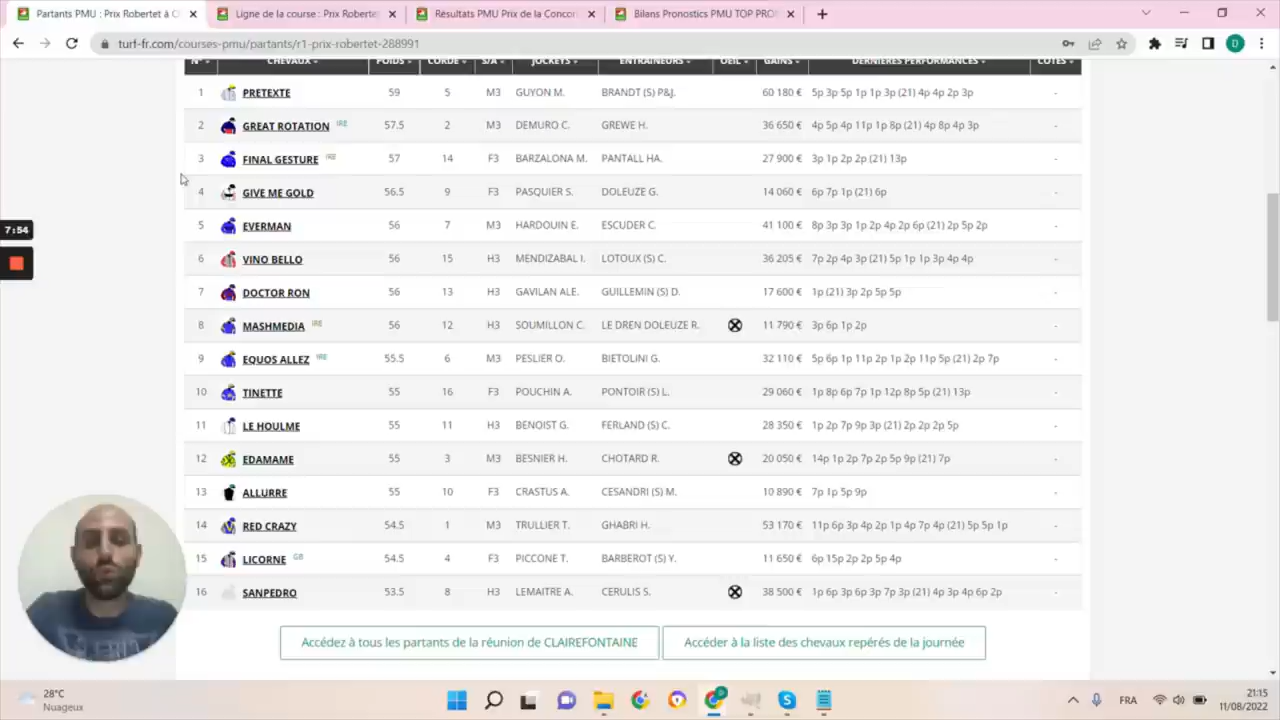 Partants PMU : Prix Robertet à C
Ligne de la course : Prix Robertet
Résultats PMU Prix de la Concor
Bilans Pronostics PMU TOP PRO
turf-fr.com/courses-pmu/partants/r1-prix-robertet-288991
N° CHEVAUX POIDS CORDE S/A JOCKEYS ENTRAÎNEURS OEIL GAINS DERNIÈRES PERFORMANCES COTES
1 PRETEXTE 59 5 M3 GUYON M. BRANDT (S) P&J. 60 180 € 5p 3p 5p 1p 1p 3p (21) 4p 4p 2p 3p -
2 GREAT ROTATION IRE 57.5 2 M3 DEMURO C. GREWE H. 36 650 € 4p 5p 4p 11p 1p 8p (21) 4p 8p 4p 3p -
3 FINAL GESTURE IRE 57 14 F3 BARZALONA M. PANTALL HA. 27 900 € 3p 1p 2p 2p (21) 13p -
4 GIVE ME GOLD 56.5 9 F3 PASQUIER S. DOLEUZE G. 14 060 € 6p 7p 1p (21) 6p -
5 EVERMAN 56 7 M3 HARDOUIN E. ESCUDER C. 41 100 € 8p 3p 3p 1p 2p 4p 2p 6p (21) 2p 5p 2p -
6 VINO BELLO 56 15 H3 MENDIZABAL I. LOTOUX (S) C. 36 205 € 7p 2p 4p 3p (21) 5p 1p 1p 3p 4p 4p -
7 DOCTOR RON 56 13 H3 GAVILAN ALE. GUILLEMIN (S) D. 17 600 € 1p (21) 3p 2p 5p 5p -
8 MASHMEDIA IRE 56 12 H3 SOUMILLON C. LE DREN DOLEUZE R. 11 790 € 3p 6p 1p 2p -
9 EQUOS ALLEZ IRE 55.5 6 M3 PESLIER O. BIETOLINI G. 32 110 € 5p 6p 1p 11p 2p 1p 2p 11p 5p (21) 2p 7p -
10 TINETTE 55 16 F3 POUCHIN A. PONTOIR (S) L. 29 060 € 1p 8p 6p 7p 1p 12p 8p 5p (21) 13p -
11 LE HOULME 55 11 H3 BENOIST G. FERLAND (S) C. 28 350 € 1p 2p 7p 9p 3p (21) 2p 2p 2p 5p -
12 EDAMAME 55 3 M3 BESNIER H. CHOTARD R. 20 050 € 14p 1p 2p 7p 2p 5p 9p (21) 7p -
13 ALLURRE 55 10 F3 CRASTUS A. CESANDRI (S) M. 10 890 € 7p 1p 5p 9p -
14 RED CRAZY 54.5 1 M3 TRULLIER T. GHABRI H. 53 170 € 11p 6p 3p 4p 2p 1p 4p 7p 4p (21) 5p 5p 1p -
15 LICORNE GB 54.5 4 F3 PICCONE T. BARBEROT (S) Y. 11 650 € 6p 15p 2p 2p 5p 4p -
16 SANPEDRO 53.5 8 H3 LEMAITRE A. CERULIS S. 38 500 € 1p 6p 3p 6p 3p 7p 3p (21) 4p 3p 4p 6p 2p -
7:54
Accédez à tous les partants de la réunion de CLAIREFONTAINE
Accéder à la liste des chevaux repérés de la journée
28°C
Nuageux
FRA
21:15
11/08/2022